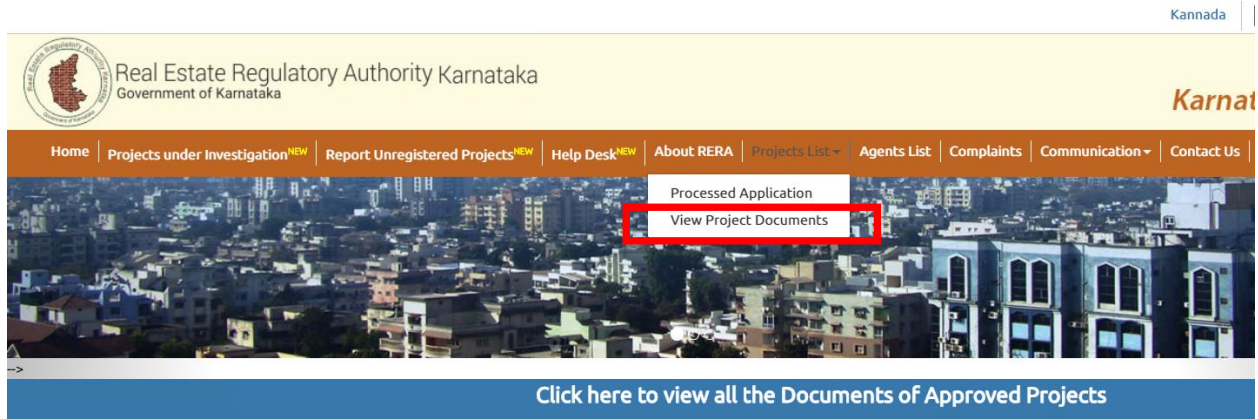 Kannada
Real Estate Regulatory Authority Karnataka
Government of Karnataka
Karnat
Home Projects under Investigation NEW Report Unregistered Projects NEW Help Desk NEW About RERA Projects List Agents List Complaints Communication Contact Us
Processed Application
View Project Documents
-->
Click here to view all the Documents of Approved Projects